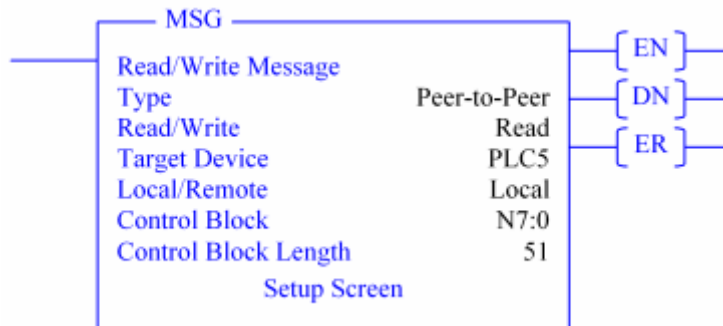 MSG
Read/Write Message
Type Peer-to-Peer
Read/Write Read
Target Device PLC5
Local/Remote Local
Control Block N7:0
Control Block Length 51
Setup Screen
EN
DN
ER